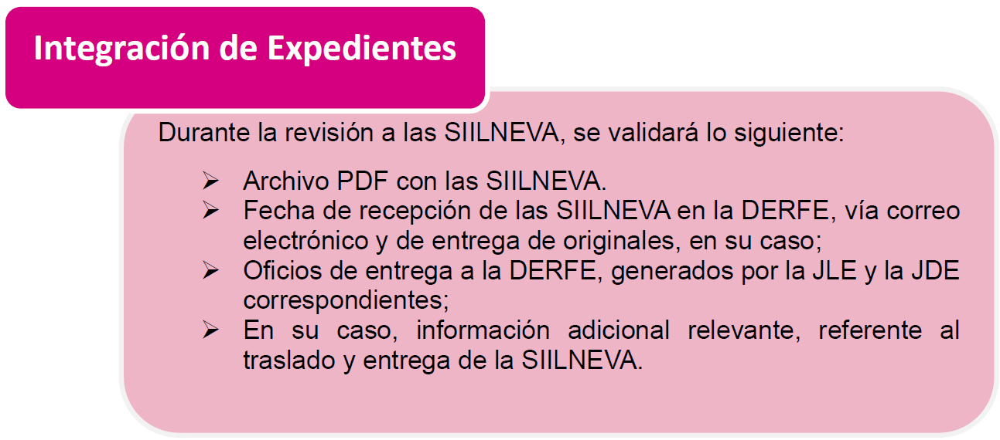 Integración de Expedientes
Durante la revisión a las SIILNEVA, se validará lo siguiente:
➢ Archivo PDF con las SIILNEVA.
➢ Fecha de recepción de las SIILNEVA en la DERFE, vía correo
electrónico y de entrega de originales, en su caso;
➢ Oficios de entrega a la DERFE, generados por la JLE y la JDE
correspondientes;
➢ En su caso, información adicional relevante, referente al
traslado y entrega de la SIILNEVA.